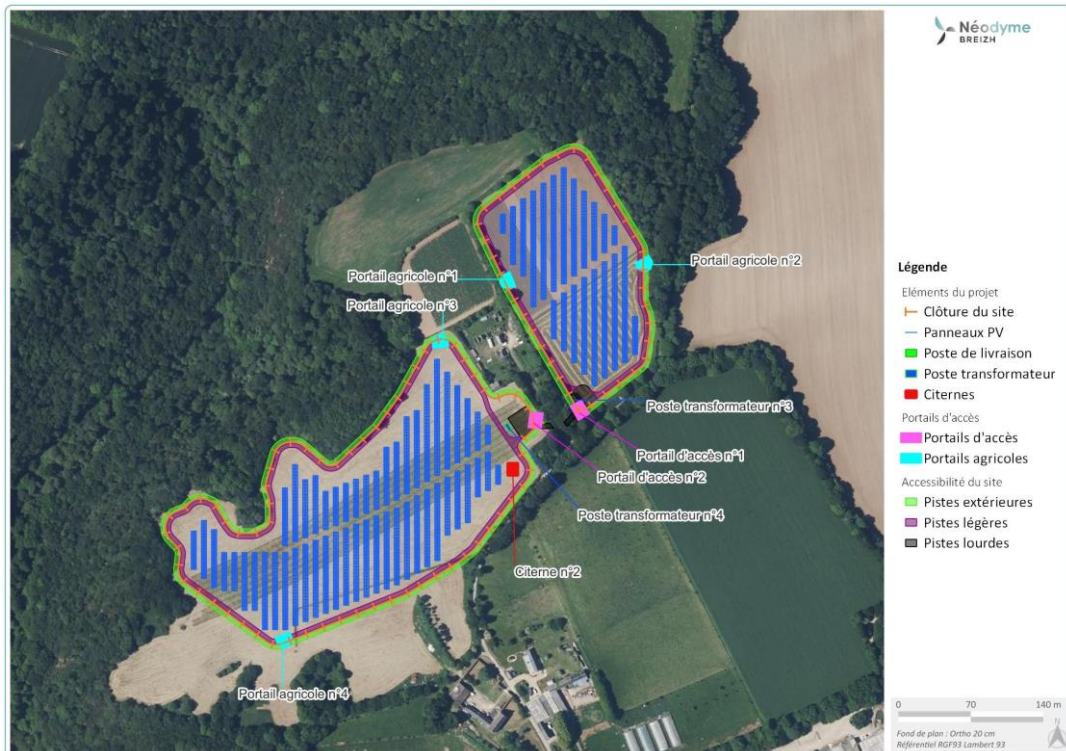 Néodyme
BREIZH
Portail agricole n°1
Portail agricole n°2
Portail agricole n°3
Poste transformateur n°3
Portail d'accès n°1
Portail d'accès n°2
Poste transformateur n°4
Citerne n°2
Portail agricole n°4
Légende
Eléments du projet
Clôture du site
Panneaux PV
Poste de livraison
Poste transformateur
Citernes
Portails d'accès
Portails d'accès
Portails agricoles
Accessibilité du site
Pistes extérieures
Pistes légères
Pistes lourdes
0 70 140 m
N
Fond de plan : Ortho 20 cm
Référentiel RGF93 Lambert 93